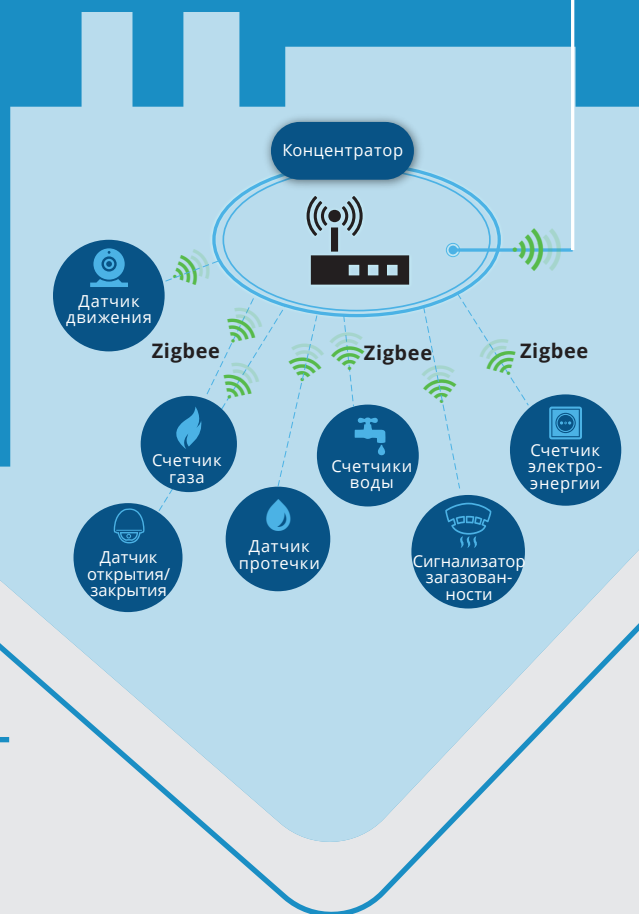 Концентратор
Датчик
движения
Zigbee
Zigbee
Zigbee
Счетчик
газа
Счетчики
воды
Счетчик
электро-
энергии
Датчик
открытия/
закрытия
Датчик
протечки
Сигнализатор
загазован-
ности